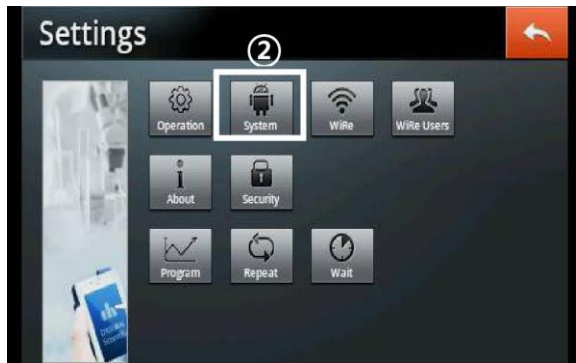 Settings
②
Operation System WiRe WiRe Users
About Security
Program Repeat Wait